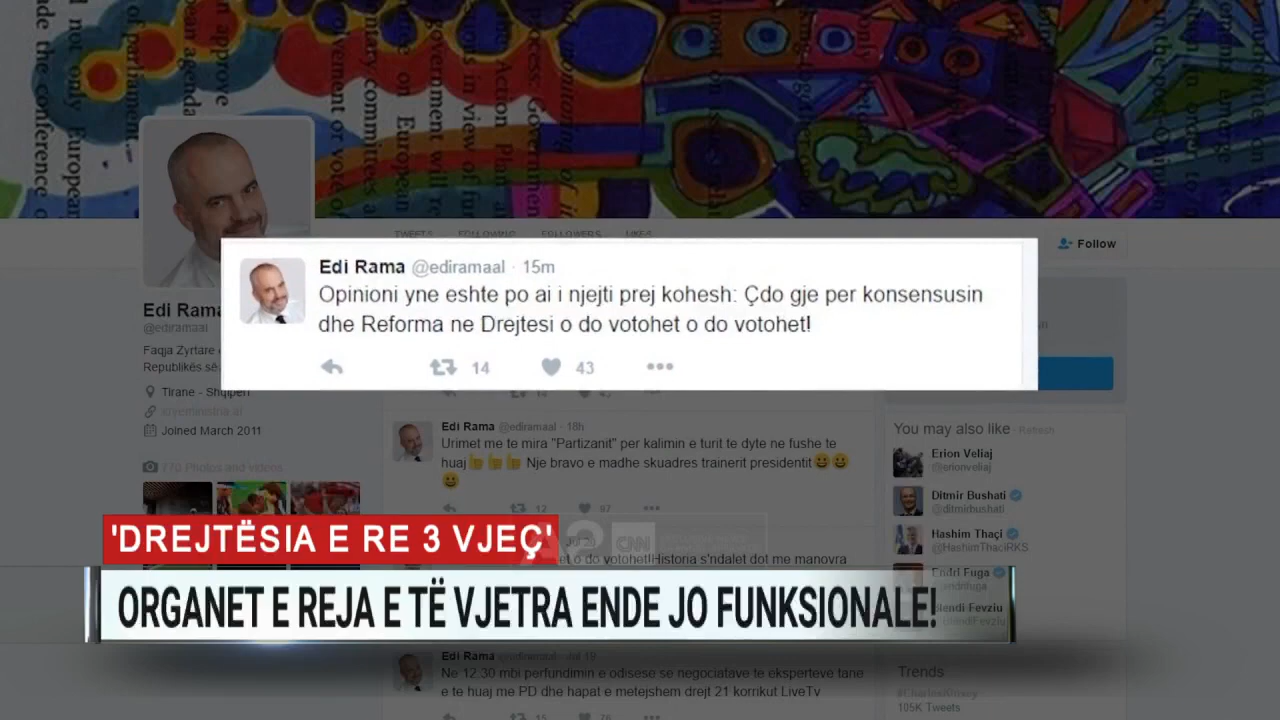 TWEETS FOLLOWING FOLLOWERS LIKES
Follow
Edi Rama @ediramaal · 15m
Opinioni yne eshte po ai i njejti prej kohesh: Çdo gje per konsensusin
dhe Reforma ne Drejtesi o do votohet o do votohet!
14 43
Edi Rama
@ediramaal
Faqja Zyrtare e
Republikës së
Tirane - Shqiperi
kryeministria.al
Joined March 2011
770 Photos and videos
Edi Rama @ediramaal · 18h
Urimet me te mira "Partizanit" per kalimin e turit te dyte ne fushe te
huaj Nje bravo e madhe skuadres trainerit presidentit
12 97
You may also like · Refresh
Erion Veliaj
@erionveliaj
Ditmir Bushati
@ditmirbushati
Hashim Thaçi
@HashimThaciRKS
Endri Fuga
@endrifuga
Blendi Fevziu
@BlendiFevziu
A2 CNN
o do votohet!Historia s'ndalet dot me manovra
'DREJTËSIA E RE 3 VJEÇ'
ORGANET E REJA E TË VJETRA ENDE JO FUNKSIONALE!
Edi Rama @ediramaal · Jul 19
Ne 12:30 mbi perfundimin e odisese se negociatave te eksperteve tane
e te huaj me PD dhe hapat e metejshem drejt 21 korrikut LiveTv
15 76
Trends
105K Tweets